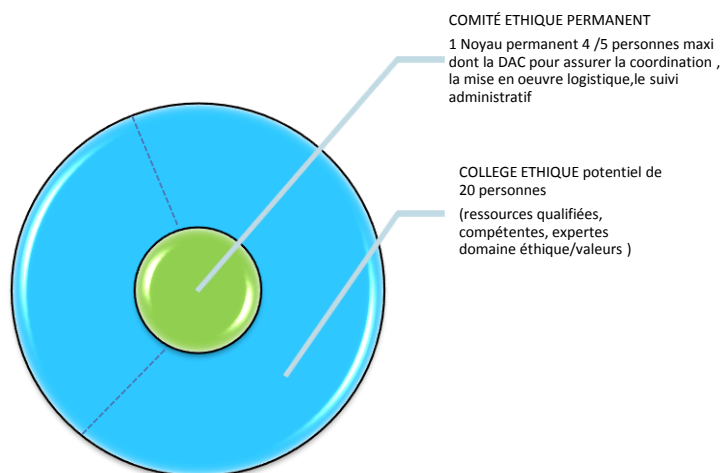 COMITÉ ETHIQUE PERMANENT
1 Noyau permanent 4 /5 personnes maxi
dont la DAC pour assurer la coordination ,
la mise en oeuvre logistique,le suivi
administratif
COLLEGE ETHIQUE potentiel de
20 personnes
(ressources qualifiées,
compétentes, expertes
domaine éthique/valeurs )